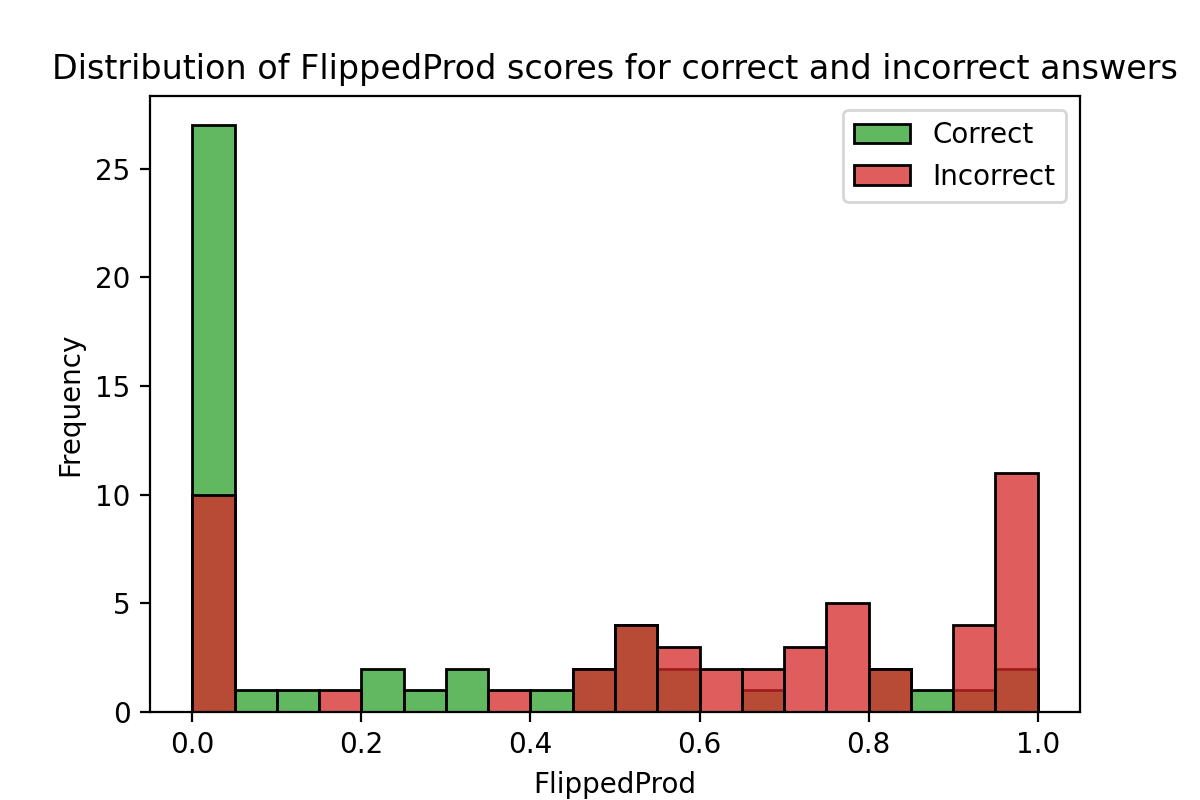 Distribution of FlippedProd scores for correct and incorrect answers
Correct
Incorrect
Frequency
25
20
15
10
5
0
0.0 0.2 0.4 0.6 0.8 1.0
FlippedProd